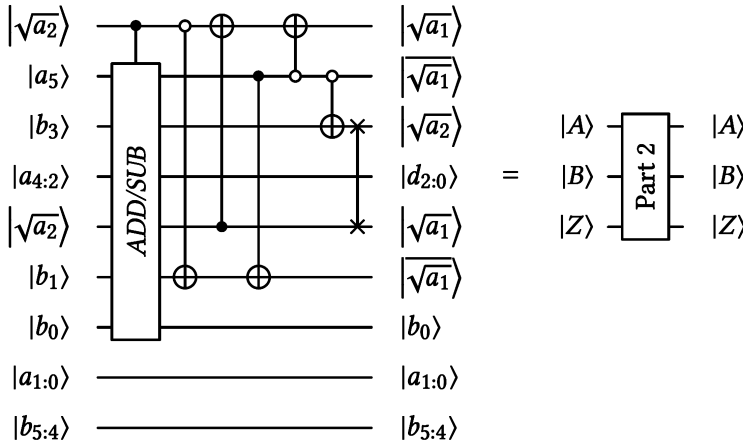 |√a₂⟩ |√a₁⟩
|a₅⟩ |√a₁̅⟩
|b₃⟩ |√a₂⟩ |A⟩ |A⟩
|a₄:₂⟩ ADD/SUB |d₂:₀⟩ = |B⟩ Part 2 |B⟩
|√a₂⟩ |√a₁⟩ |Z⟩ |Z⟩
|b₁⟩ |√a₁̅⟩
|b₀⟩ |b₀⟩
|a₁:₀⟩ |a₁:₀⟩
|b₅:₄⟩ |b₅:₄⟩